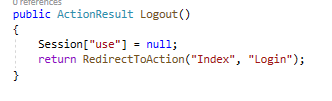 0 references
public ActionResult Logout()
{
Session["use"] = null;
return RedirectToAction("Index", "Login");
}